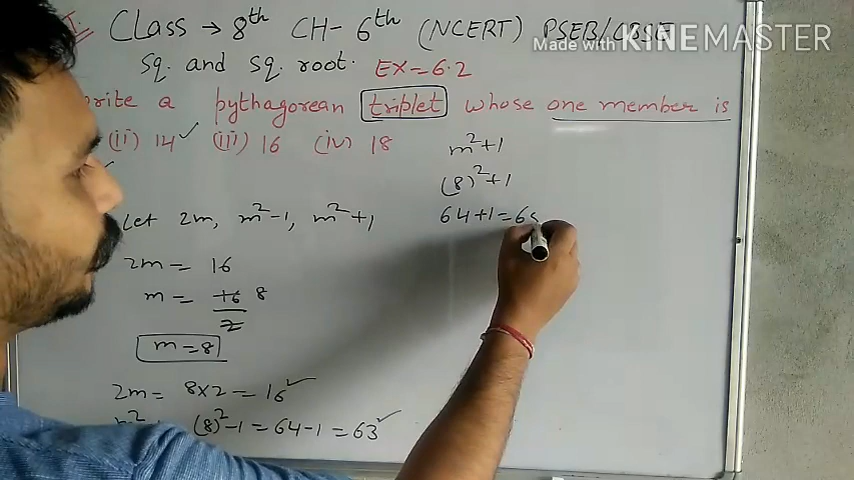 Class → 8th CH- 6th (NCERT) PSEB/CBSE
Made with KINEMASTER
Sq. and Sq. root. EX = 6.2
a pythagorean triplet whose one member is
(ii) 14 ✓ (iii) 16 (iv) 18
Let 2m, m²-1, m²+1
2m = 16
m = 16 8
2
m = 8
2m = 8×2 = 16 ✓
(8)²-1 = 64-1 = 63 ✓
m²+1
(8)²+1
64+1=65